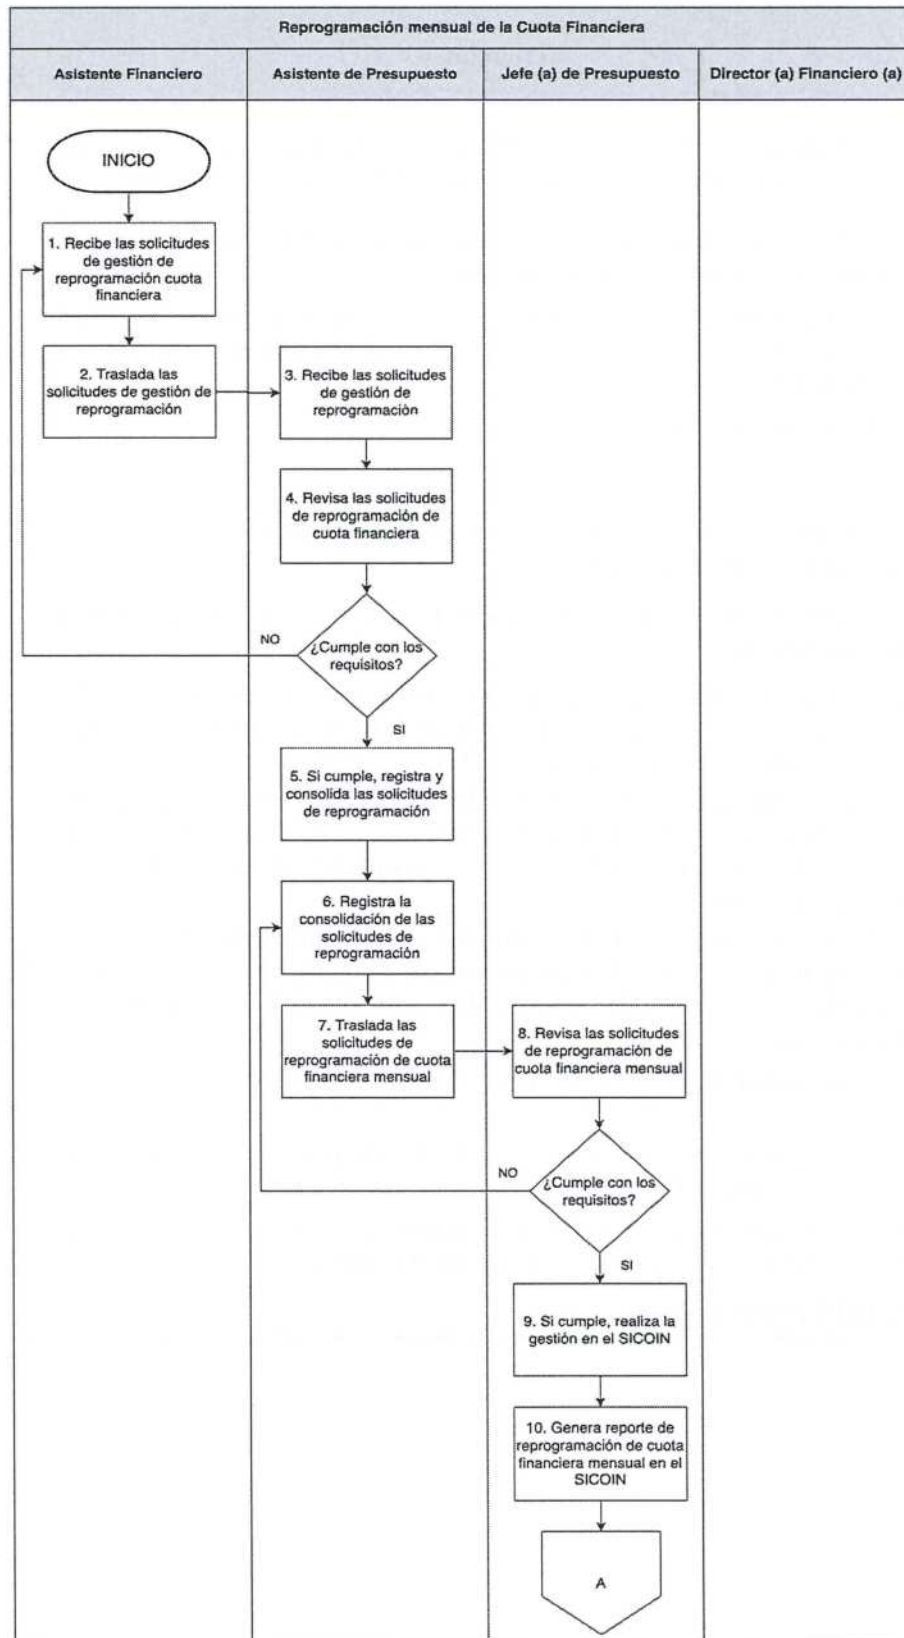 Reprogramación mensual de la Cuota Financiera
Asistente Financiero
Asistente de Presupuesto
Jefe (a) de Presupuesto
Director (a) Financiero (a)
INICIO
1. Recibe las solicitudes
de gestión de
reprogramación cuota
financiera
2. Traslada las
solicitudes de gestión de
reprogramación
3. Recibe las solicitudes
de gestión de
reprogramación
4. Revisa las solicitudes
de reprogramación de
cuota financiera
¿Cumple con los
requisitos?
NO
SI
5. Si cumple, registra y
consolida las solicitudes
de reprogramación
6. Registra la
consolidación de las
solicitudes de
reprogramación
7. Traslada las
solicitudes de
reprogramación de cuota
financiera mensual
8. Revisa las solicitudes
de reprogramación de
cuota financiera mensual
¿Cumple con los
requisitos?
NO
SI
9. Si cumple, realiza la
gestión en el SICOIN
10. Genera reporte de
reprogramación de cuota
financiera mensual en el
SICOIN
A